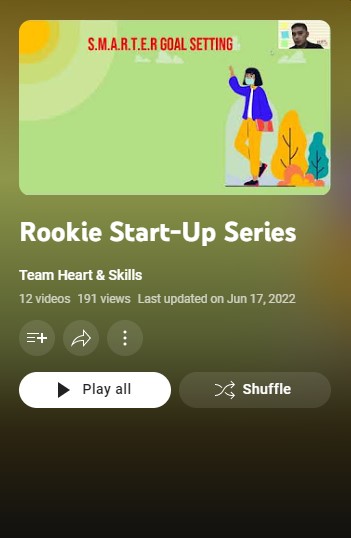 S.M.A.R.T.E.R GOAL SETTING
Rookie Start-Up Series
Team Heart & Skills
12 videos 191 views Last updated on Jun 17, 2022
Play all
Shuffle